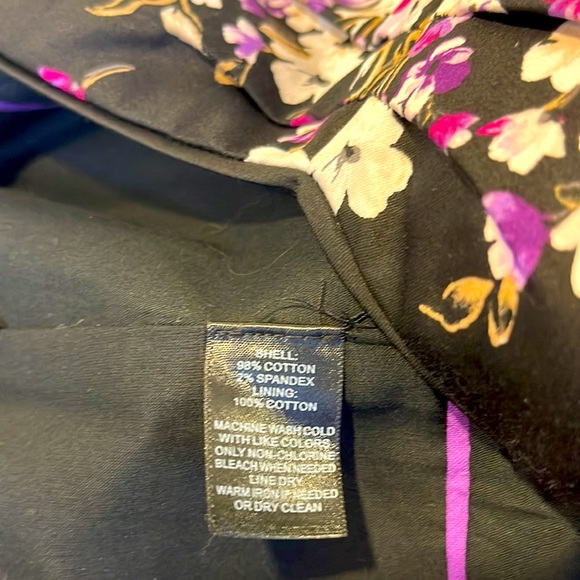 SHELL:
98% COTTON
2% SPANDEX
LINING:
100% COTTON
MACHINE WASH COLD
WITH LIKE COLORS
ONLY NON-CHLORINE
BLEACH WHEN NEEDED
LINE DRY
WARM IRON IF NEEDED
OR DRY CLEAN